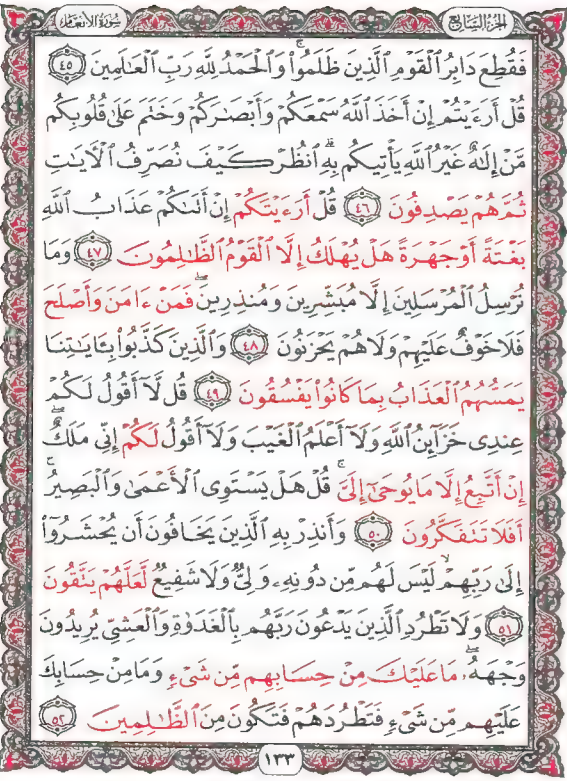 الجزء السابع
سورة الأنعام
فَقُطِعَ دَابِرُ ٱلْقَوْمِ ٱلَّذِينَ ظَلَمُوا۟ ۚ وَٱلْحَمْدُ لِلَّهِ رَبِّ ٱلْعَٰلَمِينَ ﴿٤٥﴾
قُلْ أَرَءَيْتُمْ إِنْ أَخَذَ ٱللَّهُ سَمْعَكُمْ وَأَبْصَٰرَكُمْ وَخَتَمَ عَلَىٰ قُلُوبِكُم
مَّنْ إِلَٰهٌ غَيْرُ ٱللَّهِ يَأْتِيكُم بِهِ ۗ ٱنظُرْ كَيْفَ نُصَرِّفُ ٱلْءَايَٰتِ
ثُمَّ هُمْ يَصْدِفُونَ ﴿٤٦﴾ قُلْ أَرَءَيْتَكُمْ إِنْ أَتَىٰكُمْ عَذَابُ ٱللَّهِ
بَغْتَةً أَوْ جَهْرَةً هَلْ يُهْلَكُ إِلَّا ٱلْقَوْمُ ٱلظَّٰلِمُونَ ﴿٤٧﴾ وَمَا
نُرْسِلُ ٱلْمُرْسَلِينَ إِلَّا مُبَشِّرِينَ وَمُنذِرِينَ ۖ فَمَنْ ءَامَنَ وَأَصْلَحَ
فَلَا خَوْفٌ عَلَيْهِمْ وَلَا هُمْ يَحْزَنُونَ ﴿٤٨﴾ وَٱلَّذِينَ كَذَّبُوا۟ بِـَٔايَٰتِنَا
يَمَسُّهُمُ ٱلْعَذَابُ بِمَا كَانُوا۟ يَفْسُقُونَ ﴿٤٩﴾ قُل لَّآ أَقُولُ لَكُمْ
عِندِى خَزَآئِنُ ٱللَّهِ وَلَآ أَعْلَمُ ٱلْغَيْبَ وَلَآ أَقُولُ لَكُمْ إِنِّى مَلَكٌ ۖ
إِنْ أَتَّبِعُ إِلَّا مَا يُوحَىٰٓ إِلَىَّ ۚ قُلْ هَلْ يَسْتَوِى ٱلْأَعْمَىٰ وَٱلْبَصِيرُ ۚ
أَفَلَا تَتَفَكَّرُونَ ﴿٥٠﴾ وَأَنذِرْ بِهِ ٱلَّذِينَ يَخَافُونَ أَن يُحْشَرُوٓا۟
إِلَىٰ رَبِّهِمْ ۙ لَيْسَ لَهُم مِّن دُونِهِۦ وَلِىٌّ وَلَا شَفِيعٌ لَّعَلَّهُمْ يَتَّقُونَ
﴿٥١﴾ وَلَا تَطْرُدِ ٱلَّذِينَ يَدْعُونَ رَبَّهُم بِٱلْغَدَوٰةِ وَٱلْعَشِىِّ يُرِيدُونَ
وَجْهَهُۥ ۖ مَا عَلَيْكَ مِنْ حِسَابِهِم مِّن شَىْءٍ وَمَا مِنْ حِسَابِكَ
عَلَيْهِم مِّن شَىْءٍ فَتَطْرُدَهُمْ فَتَكُونَ مِنَ ٱلظَّٰلِمِينَ ﴿٥٢﴾
١٣٣